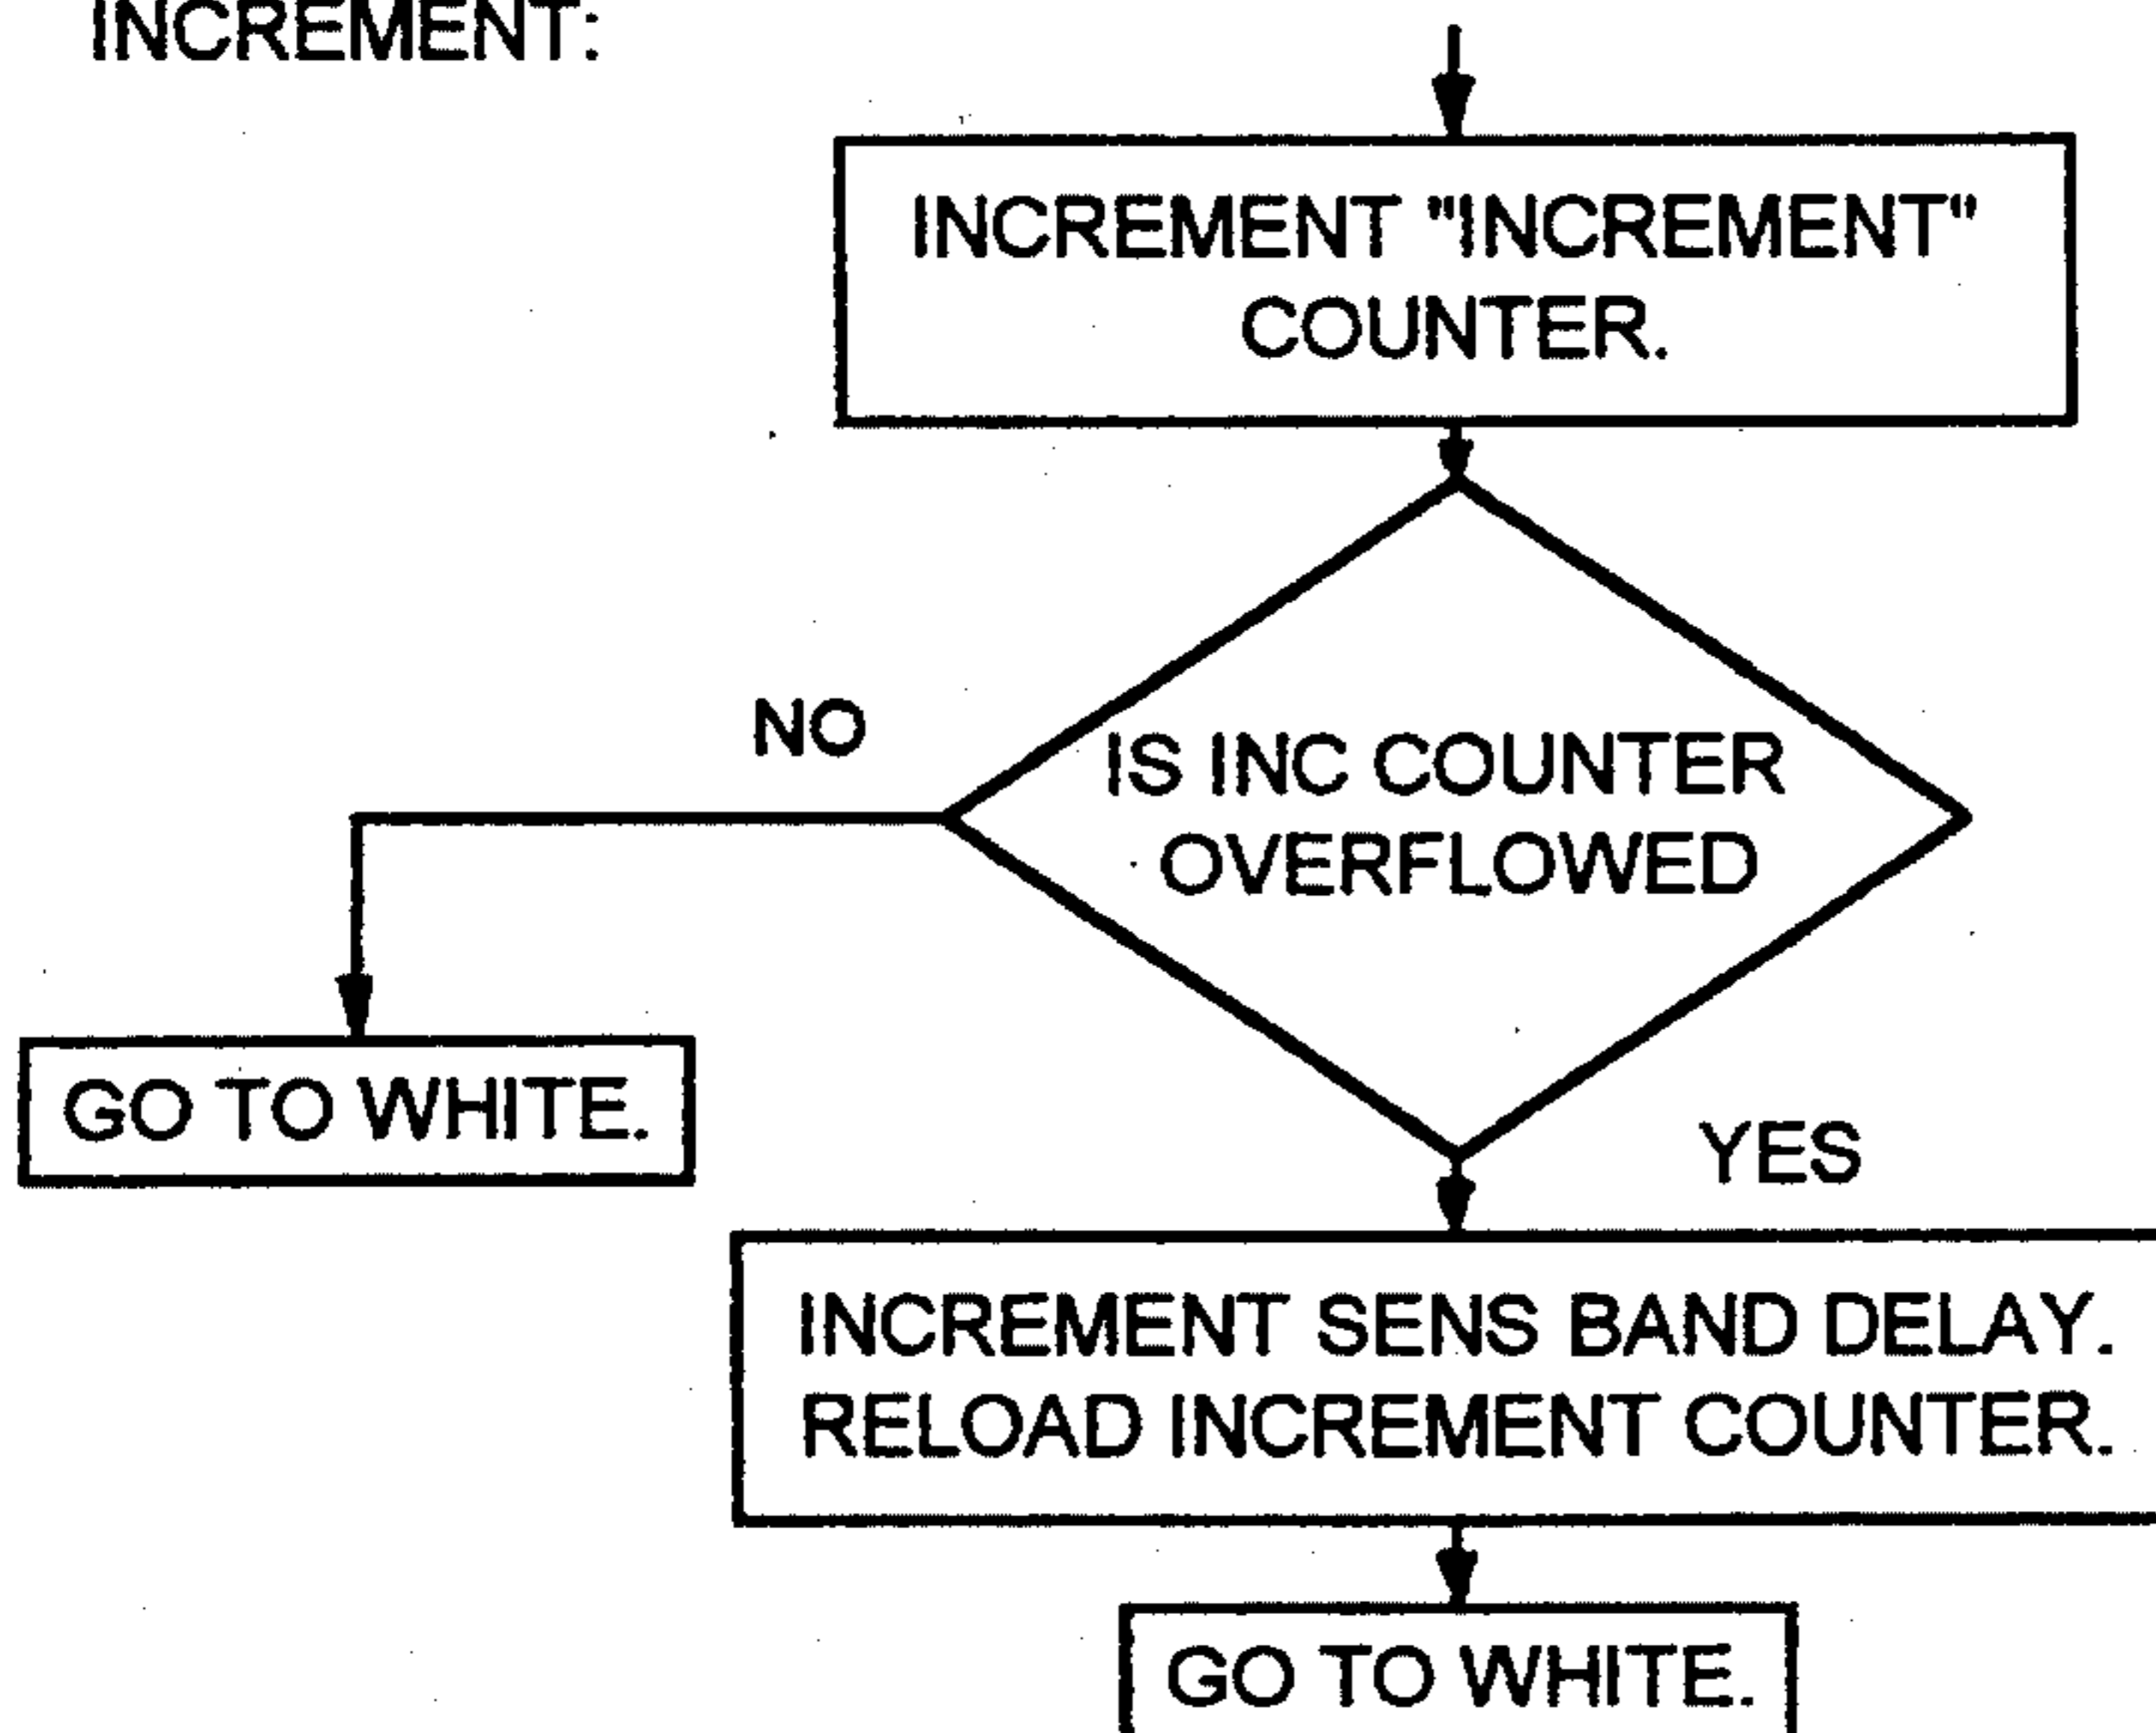 INCREMENT:
INCREMENT "INCREMENT"
COUNTER.
NO
IS INC COUNTER
OVERFLOWED
GO TO WHITE.
YES
INCREMENT SENS BAND DELAY.
RELOAD INCREMENT COUNTER.
GO TO WHITE.